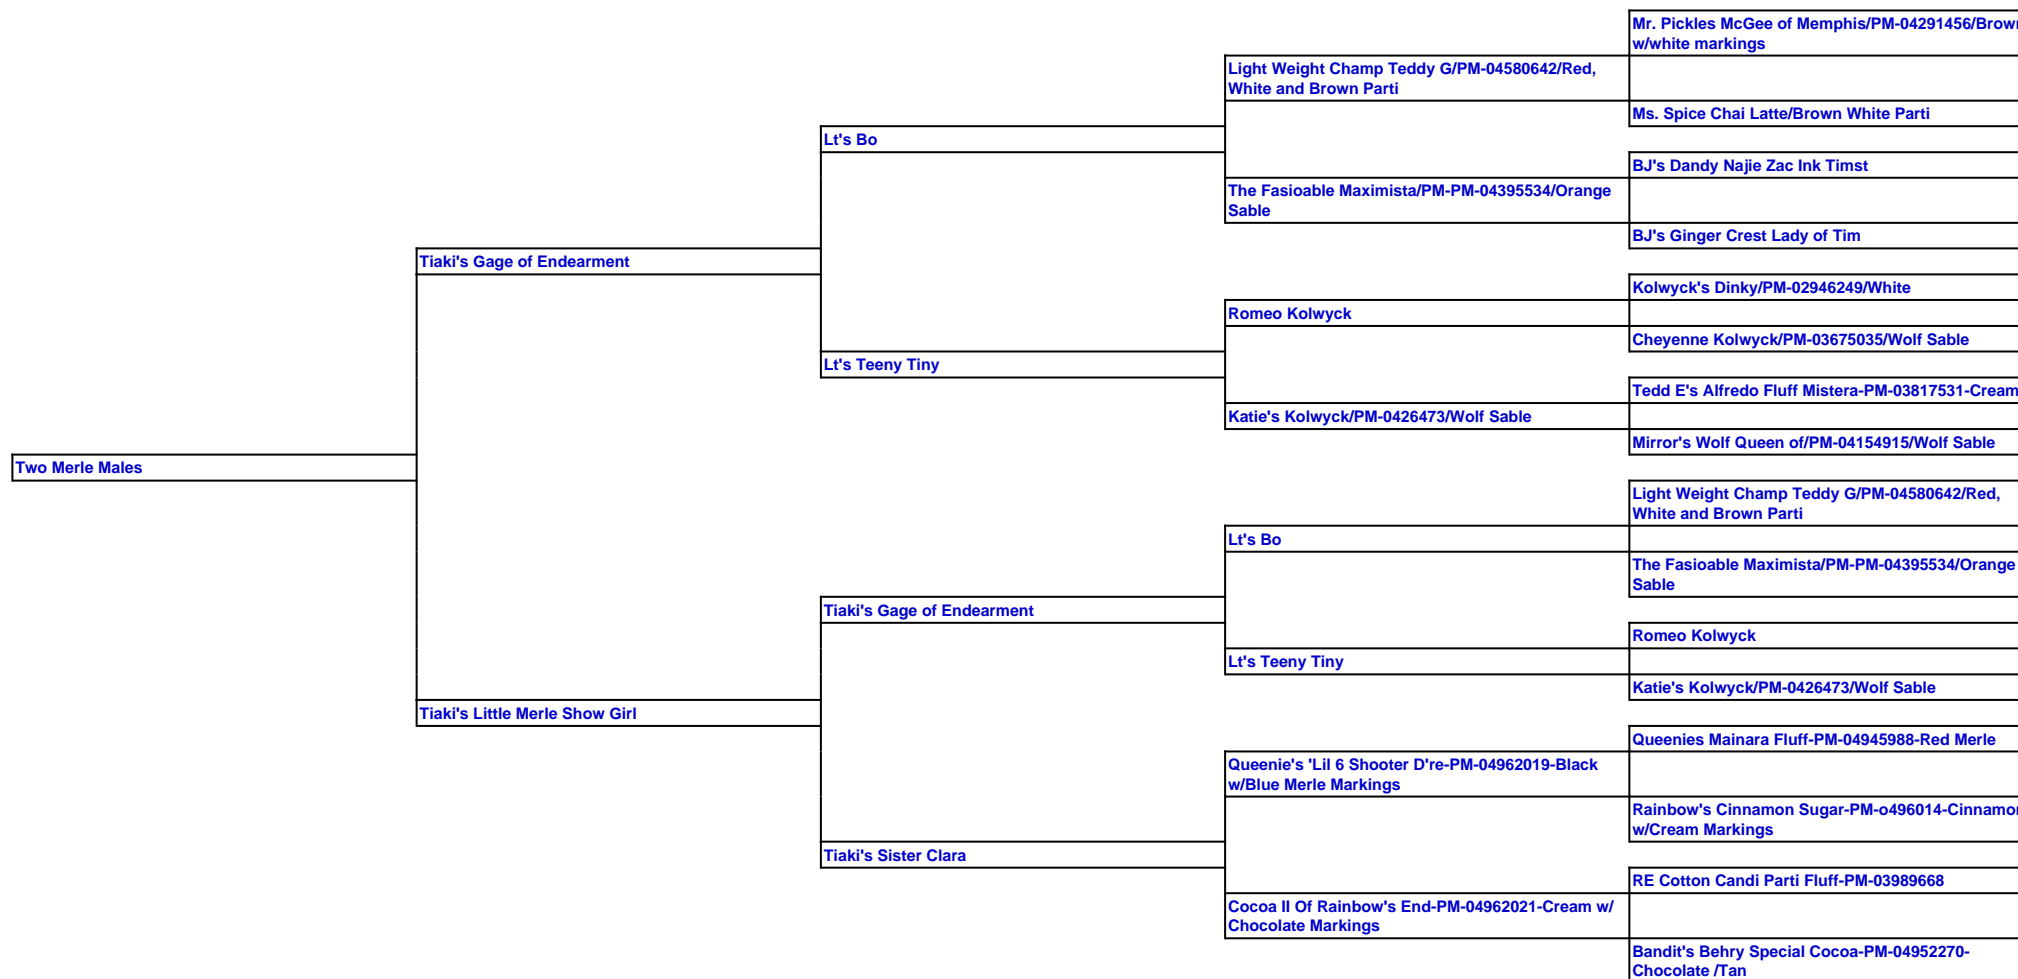 Mr. Pickles McGee of Memphis/PM-04291456/Brown
w/white markings
Light Weight Champ Teddy G/PM-04580642/Red,
White and Brown Parti
Ms. Spice Chai Latte/Brown White Parti
Lt's Bo
BJ's Dandy Najie Zac Ink Timst
The Fasioable Maximista/PM-PM-04395534/Orange
Sable
BJ's Ginger Crest Lady of Tim
Tiaki's Gage of Endearment
Kolwyck's Dinky/PM-02946249/White
Romeo Kolwyck
Cheyenne Kolwyck/PM-03675035/Wolf Sable
Lt's Teeny Tiny
Tedd E's Alfredo Fluff Mistera-PM-03817531-Cream
Katie's Kolwyck/PM-0426473/Wolf Sable
Mirror's Wolf Queen of/PM-04154915/Wolf Sable
Two Merle Males
Light Weight Champ Teddy G/PM-04580642/Red,
White and Brown Parti
Lt's Bo
The Fasioable Maximista/PM-PM-04395534/Orange
Sable
Tiaki's Gage of Endearment
Romeo Kolwyck
Lt's Teeny Tiny
Katie's Kolwyck/PM-0426473/Wolf Sable
Tiaki's Little Merle Show Girl
Queenies Mainara Fluff-PM-04945988-Red Merle
Queenie's 'Lil 6 Shooter D're-PM-04962019-Black
w/Blue Merle Markings
Rainbow's Cinnamon Sugar-PM-o496014-Cinnamon
w/Cream Markings
Tiaki's Sister Clara
RE Cotton Candi Parti Fluff-PM-03989668
Cocoa II Of Rainbow's End-PM-04962021-Cream w/
Chocolate Markings
Bandit's Behry Special Cocoa-PM-04952270-
Chocolate /Tan